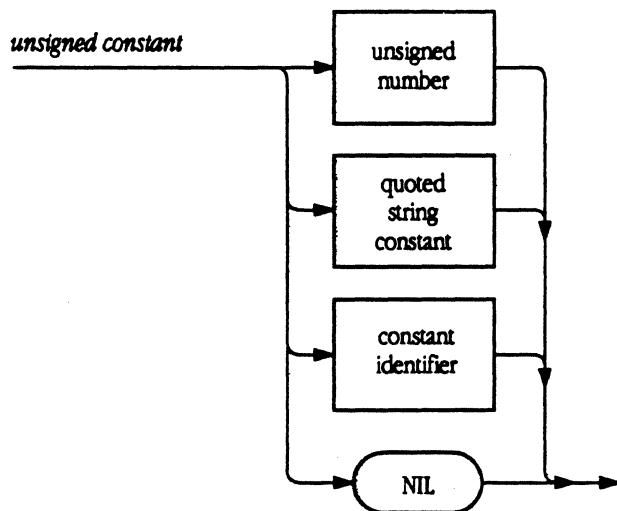 unsigned constant
unsigned
number
quoted
string
constant
constant
identifier
NIL